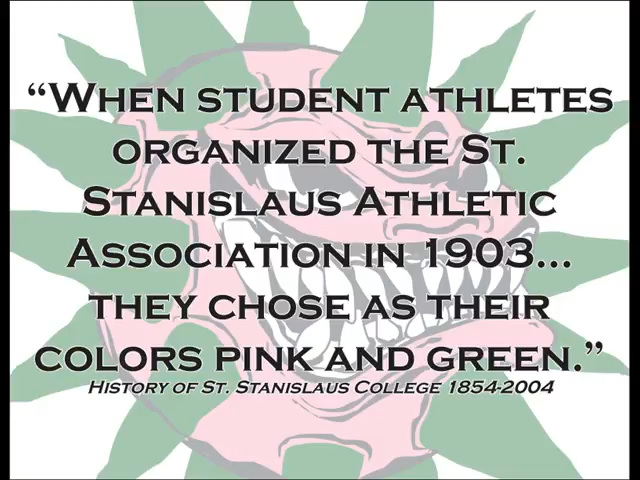 “When student athletes
organized the St.
Stanislaus Athletic
Association in 1903...
they chose as their
colors pink and green.”
History of St. Stanislaus College 1854-2004